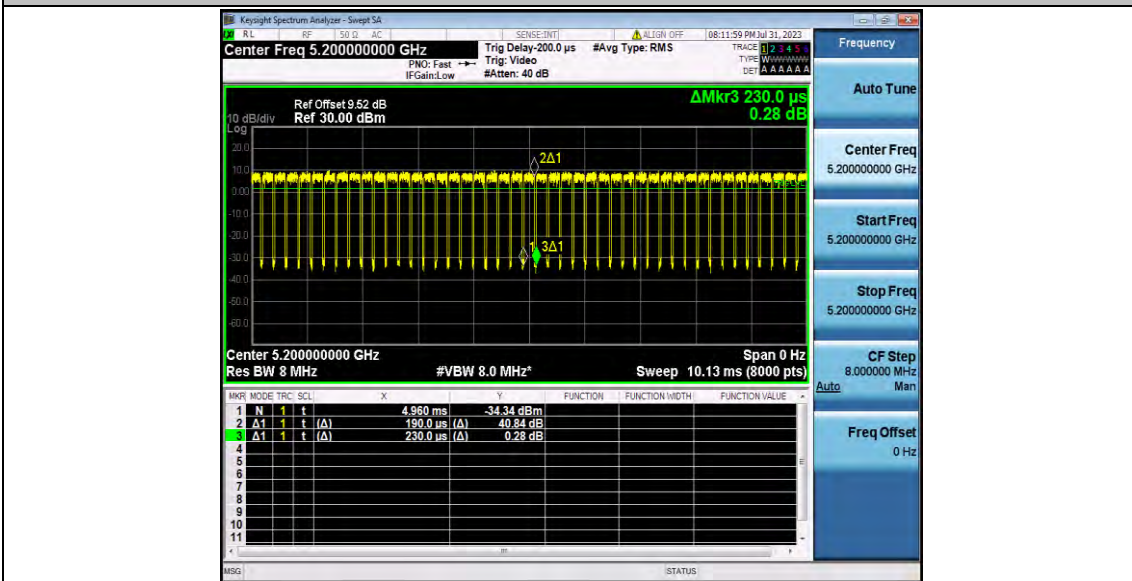 Keysight Spectrum Analyzer - Swept SA
RL RF 50 Ω AC SENSE:INT ALIGN OFF 08:11:59 PM Jul 31, 2023
Center Freq 5.200000000 GHz Trig Delay-200.0 µs #Avg Type: RMS TRACE 1 2 3 4 5 6
PNO: Fast Trig: Video TYPE W
IFGain:Low #Atten: 40 dB DET A A A A A A
Frequency
Auto Tune
Center Freq
5.200000000 GHz
Start Freq
5.200000000 GHz
Stop Freq
5.200000000 GHz
CF Step
8.000000 MHz
Auto Man
Freq Offset
0 Hz
ΔMkr3 230.0 µs
0.28 dB
Ref Offset 9.52 dB
10 dB/div Ref 30.00 dBm
Log
20.0
10.0
0.00
-10.0
-20.0
-30.0
-40.0
-50.0
-60.0
2Δ1
1 3Δ1
Center 5.200000000 GHz Span 0 Hz
Res BW 8 MHz #VBW 8.0 MHz* Sweep 10.13 ms (8000 pts)
MKR MODE TRC SCL X Y FUNCTION FUNCTION WIDTH FUNCTION VALUE
1 N 1 t 4.960 ms -34.34 dBm
2 Δ1 1 t (Δ) 190.0 µs (Δ) 40.84 dB
3 Δ1 1 t (Δ) 230.0 µs (Δ) 0.28 dB
4
5
6
7
8
9
10
11
MSG STATUS